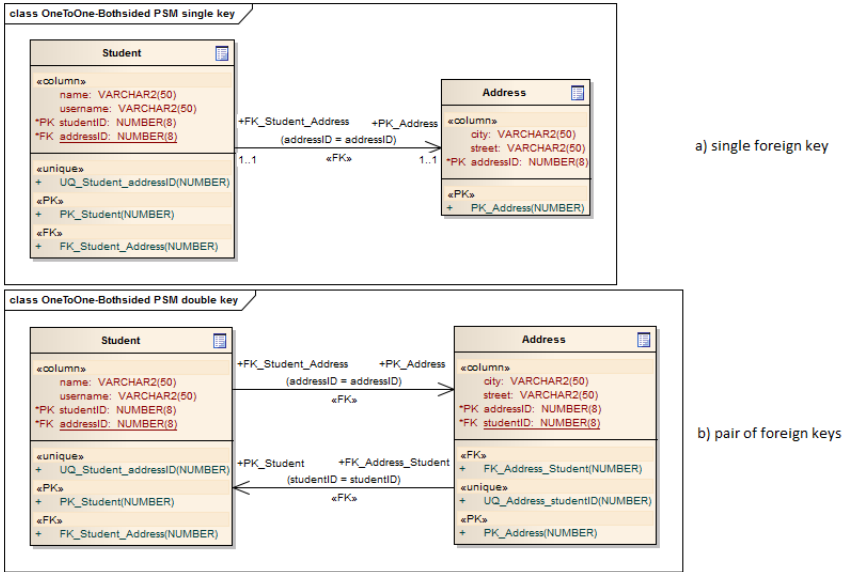 class OneToOne-Bothsided PSM single key
Student
«column»
name: VARCHAR2(50)
username: VARCHAR2(50)
*PK studentID: NUMBER(8)
*FK addressID: NUMBER(8)
«unique»
+ UQ_Student_addressID(NUMBER)
«PK»
+ PK_Student(NUMBER)
«FK»
+ FK_Student_Address(NUMBER)
+FK_Student_Address +PK_Address
(addressID = addressID)
1..1 «FK» 1..1
Address
«column»
city: VARCHAR2(50)
street: VARCHAR2(50)
*PK addressID: NUMBER(8)
«PK»
+ PK_Address(NUMBER)
a) single foreign key
class OneToOne-Bothsided PSM double key
Student
«column»
name: VARCHAR2(50)
username: VARCHAR2(50)
*PK studentID: NUMBER(8)
*FK addressID: NUMBER(8)
«unique»
+ UQ_Student_addressID(NUMBER)
«PK»
+ PK_Student(NUMBER)
«FK»
+ FK_Student_Address(NUMBER)
+FK_Student_Address +PK_Address
(addressID = addressID)
«FK»
+PK_Student +FK_Address_Student
(studentID = studentID)
«FK»
Address
«column»
city: VARCHAR2(50)
street: VARCHAR2(50)
*PK addressID: NUMBER(8)
*FK studentID: NUMBER(8)
«FK»
+ FK_Address_Student(NUMBER)
«unique»
+ UQ_Address_studentID(NUMBER)
«PK»
+ PK_Address(NUMBER)
b) pair of foreign keys